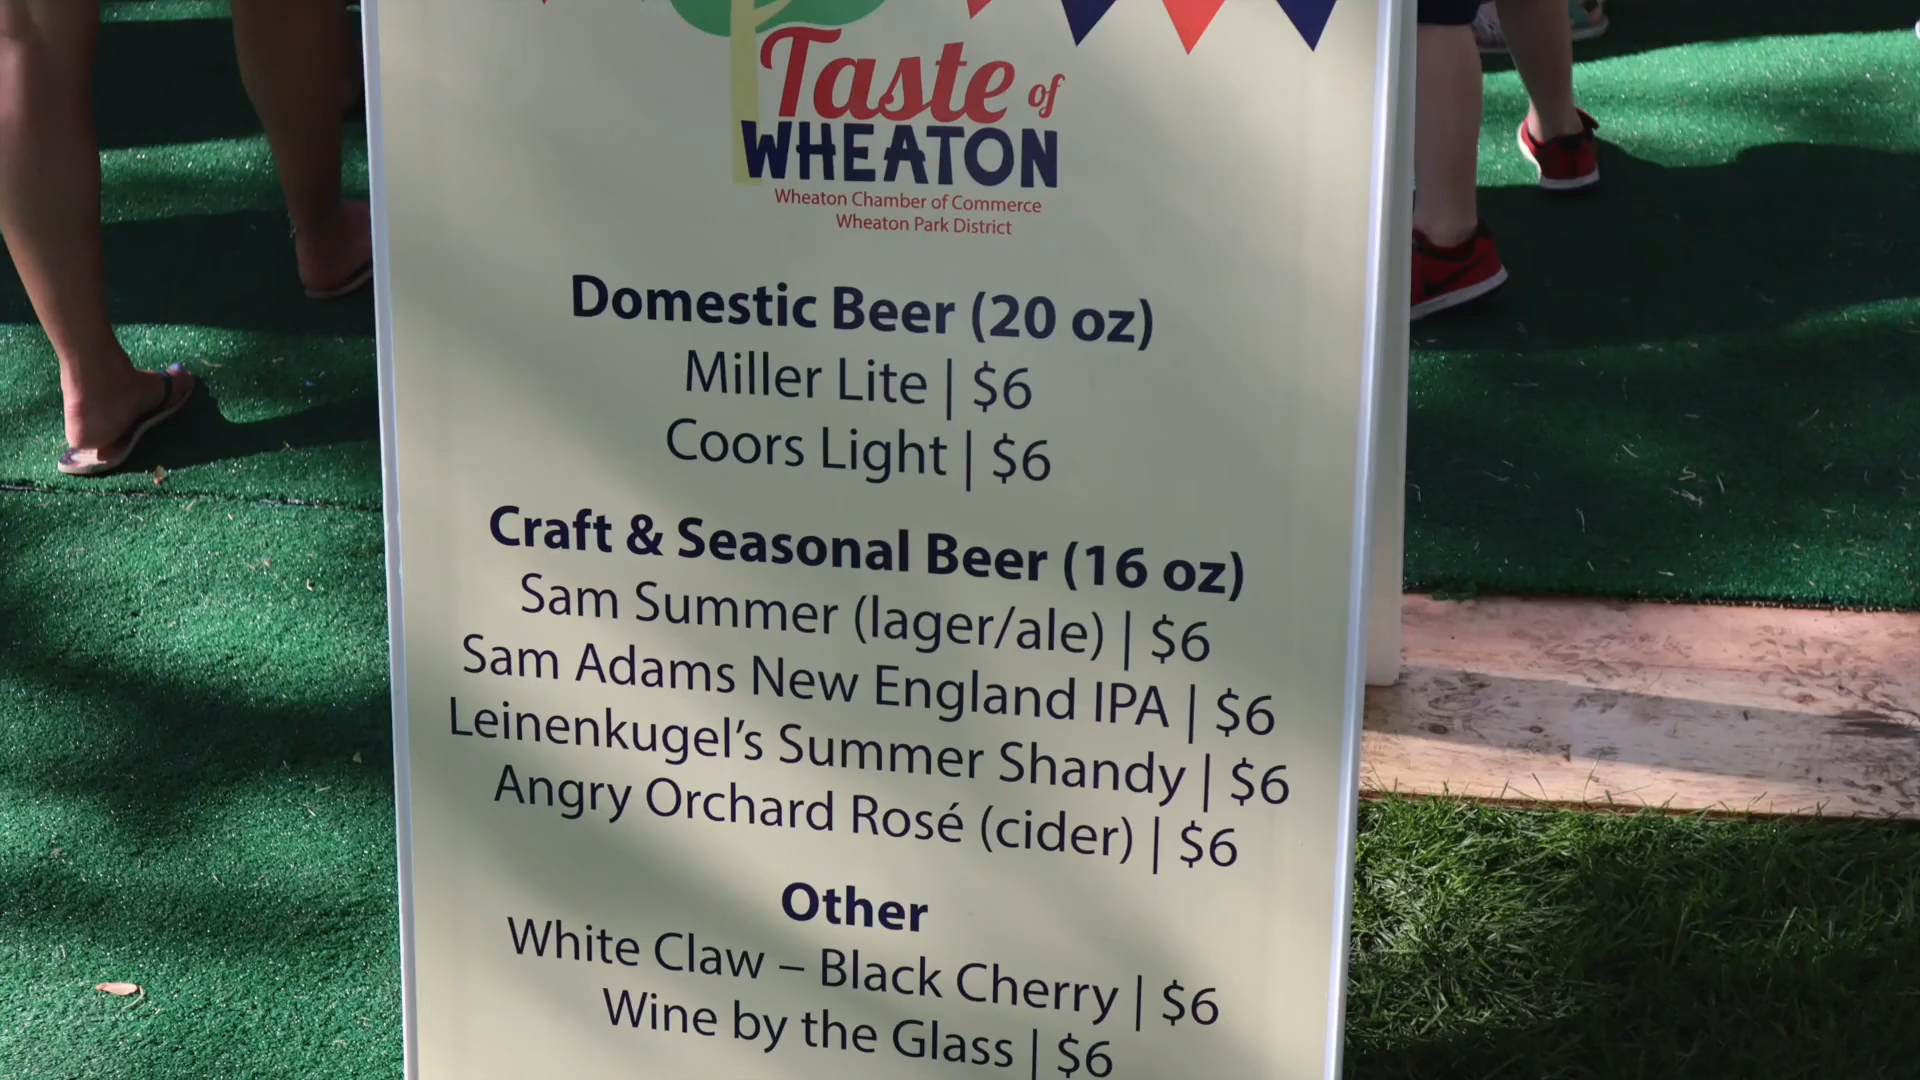 Taste of
WHEATON
Wheaton Chamber of Commerce
Wheaton Park District
Domestic Beer (20 oz)
Miller Lite | $6
Coors Light | $6
Craft & Seasonal Beer (16 oz)
Sam Summer (lager/ale) | $6
Sam Adams New England IPA | $6
Leinenkugel’s Summer Shandy | $6
Angry Orchard Rosé (cider) | $6
Other
White Claw – Black Cherry | $6
Wine by the Glass | $6